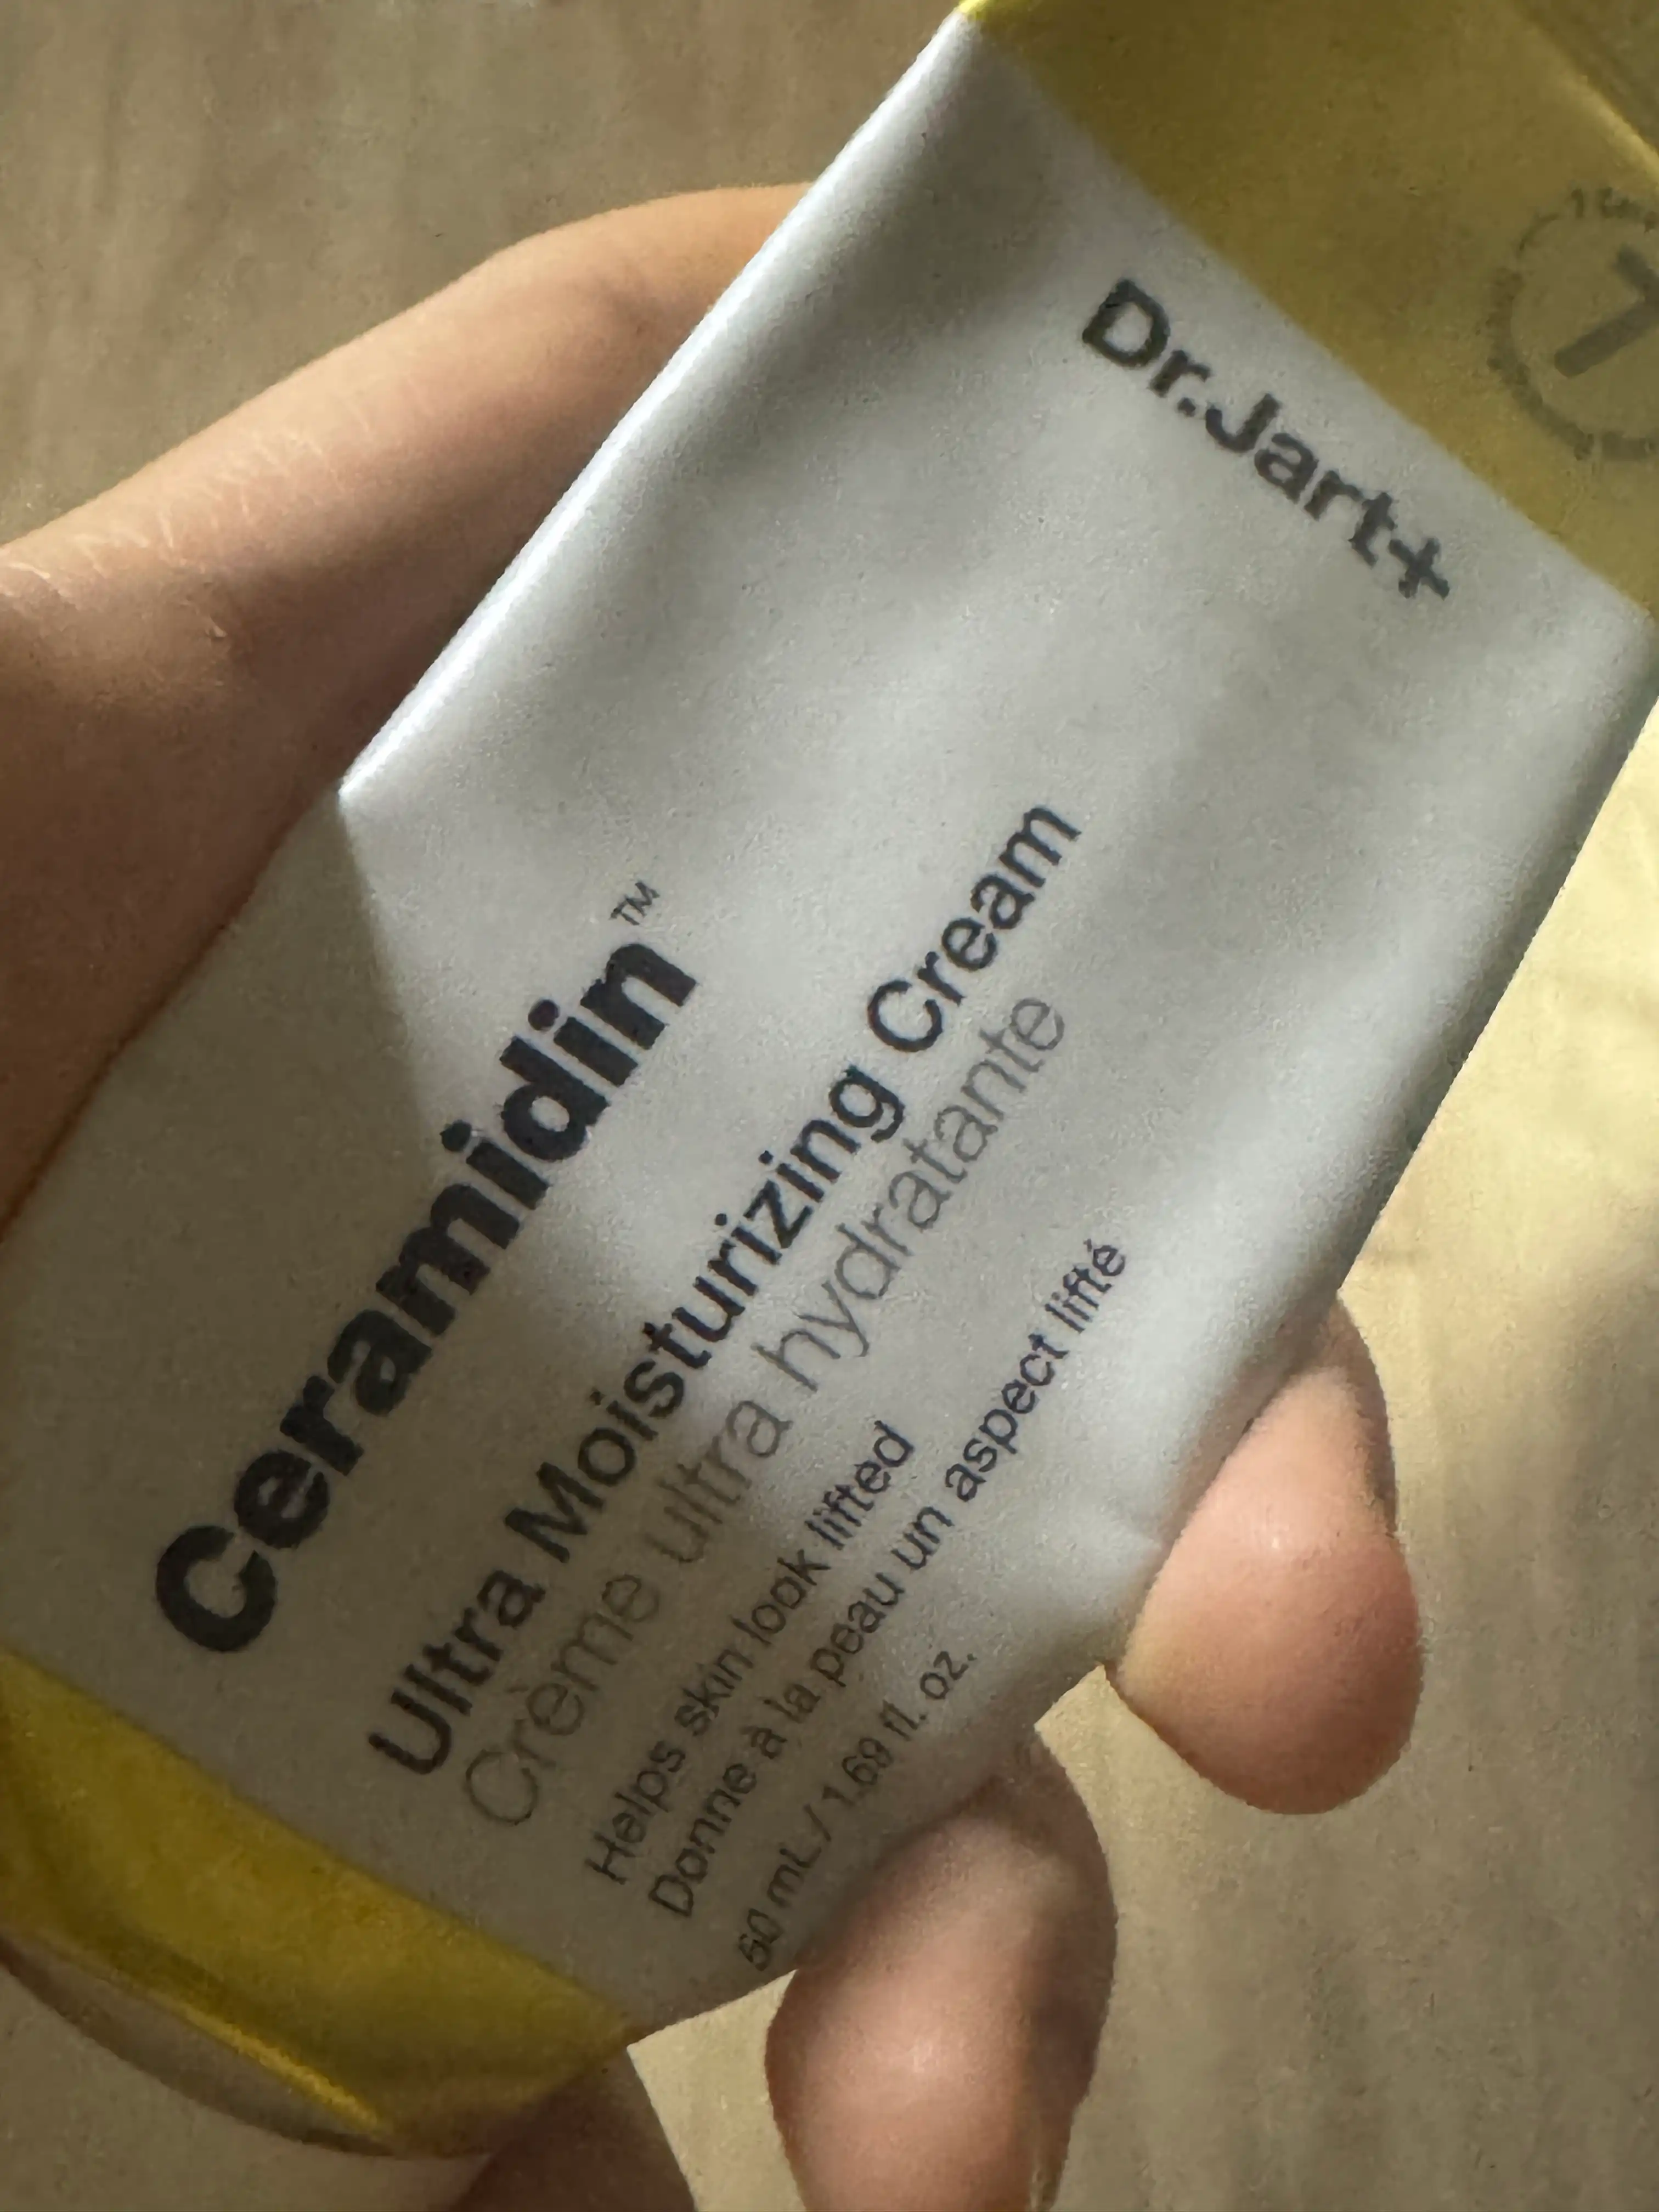 Dr.Jart+
Ceramidin™
Ultra Moisturizing Cream
Crème ultra hydratante
Helps skin look lifted
Donne à la peau un aspect lifté
50 mL / 1.69 fl. oz.